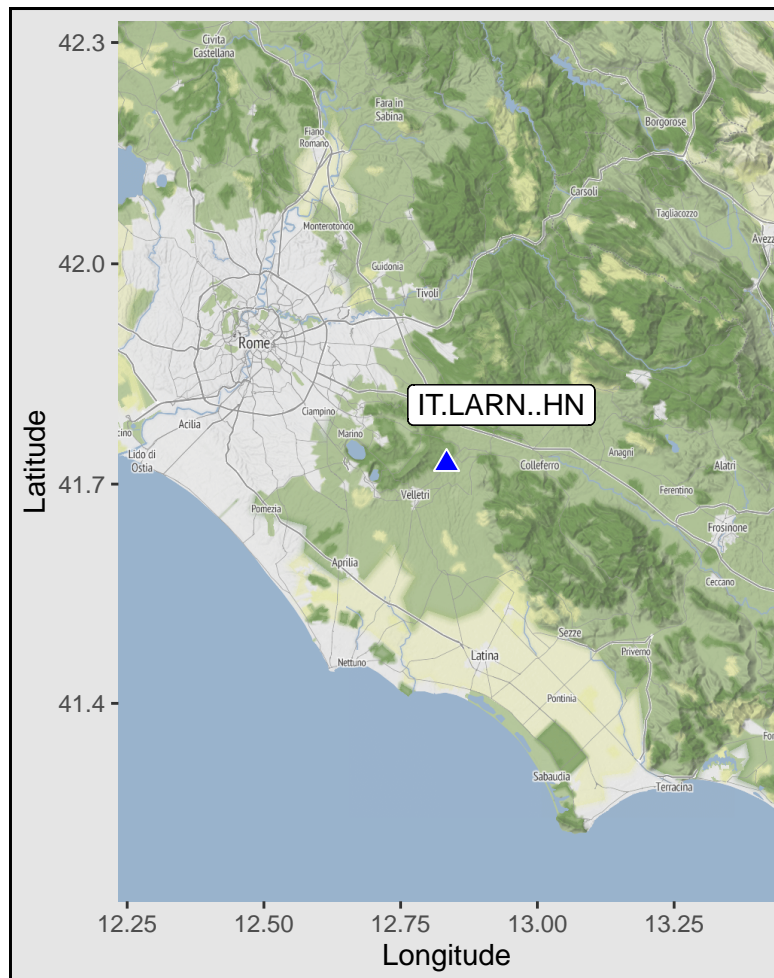 42.3
42.0
41.7
41.4
Latitude
Civita
Castellana
Fara in
Sabina
Fiano
Romano
Borgorose
Carsoli
Tagliacozzo
Monterotondo
Guidonia
Tivoli
Rome
IT.LARN..HN
Ciampino
Acilia
Marino
Lido di
Ostia
Colleferro
Anagni
Alatri
Velletri
Ferentino
Pomezia
Frosinone
Aprilia
Ceccano
Sezze
Priverno
Latina
Nettuno
Pontinia
Sabaudia
Terracina
12.25
12.50
12.75
13.00
13.25
Longitude